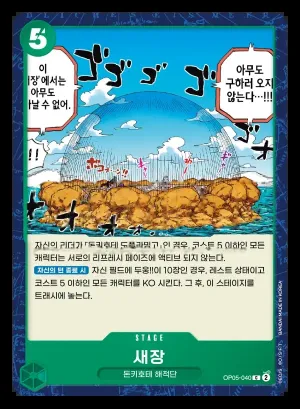 5
이
장'에서는
아무도
날 수 없어.
!!
아무도
구하러 오지
않는다…!!!
고고고고
자신의 리더가 「돈키호테 도플라밍고」인 경우, 코스트 5 이하인 모든
캐릭터는 서로의 리프레시 페이즈에 액티브 되지 않는다.
자신의 턴 종료 시 자신 필드에 두웅!!이 10장인 경우, 레스트 상태이고
코스트 5 이하인 모든 캐릭터를 KO 시킨다. 그 후, 이 스테이지를
트래시에 놓는다.
STAGE
새장
돈키호테 해적단
OP05-040 C 2